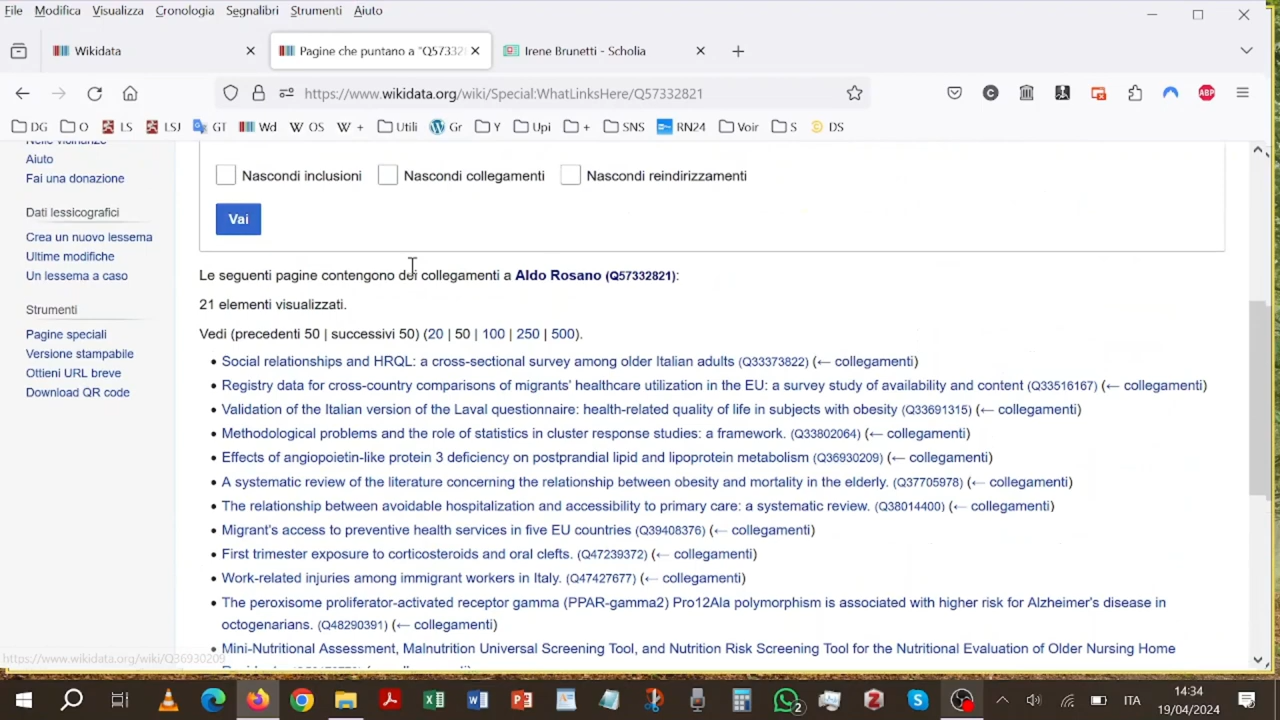 File Modifica Visualizza Cronologia Segnalibri Strumenti Aiuto
Wikidata
Pagine che puntano a "Q57332
Irene Brunetti - Scholia
https://www.wikidata.org/wiki/Special:WhatLinksHere/Q57332821
C
ABP
DG O LS LSJ GT Wd OS + Utili Gr Y Upi + SNS RN24 Voir S DS
Aiuto
Fai una donazione
Dati lessicografici
Crea un nuovo lessema
Ultime modifiche
Un lessema a caso
Strumenti
Pagine speciali
Versione stampabile
Ottieni URL breve
Download QR code
Nascondi inclusioni Nascondi collegamenti Nascondi reindirizzamenti
Vai
Le seguenti pagine contengono dei collegamenti a Aldo Rosano (Q57332821):
21 elementi visualizzati.
Vedi (precedenti 50 | successivi 50) (20 | 50 | 100 | 250 | 500).
• Social relationships and HRQL: a cross-sectional survey among older Italian adults (Q33373822) (← collegamenti)
• Registry data for cross-country comparisons of migrants' healthcare utilization in the EU: a survey study of availability and content (Q33516167) (← collegamenti)
• Validation of the Italian version of the Laval questionnaire: health-related quality of life in subjects with obesity (Q33691315) (← collegamenti)
• Methodological problems and the role of statistics in cluster response studies: a framework. (Q33802064) (← collegamenti)
• Effects of angiopoietin-like protein 3 deficiency on postprandial lipid and lipoprotein metabolism (Q36930209) (← collegamenti)
• A systematic review of the literature concerning the relationship between obesity and mortality in the elderly. (Q37705978) (← collegamenti)
• The relationship between avoidable hospitalization and accessibility to primary care: a systematic review. (Q38014400) (← collegamenti)
• Migrant's access to preventive health services in five EU countries (Q39408376) (← collegamenti)
• First trimester exposure to corticosteroids and oral clefts. (Q47239372) (← collegamenti)
• Work-related injuries among immigrant workers in Italy. (Q47427677) (← collegamenti)
• The peroxisome proliferator-activated receptor gamma (PPAR-gamma2) Pro12Ala polymorphism is associated with higher risk for Alzheimer's disease in
octogenarians. (Q48290391) (← collegamenti)
• Mini-Nutritional Assessment, Malnutrition Universal Screening Tool, and Nutrition Risk Screening Tool for the Nutritional Evaluation of Older Nursing Home
https://www.wikidata.org/wiki/Q36930209
2
ITA
14:34
19/04/2024